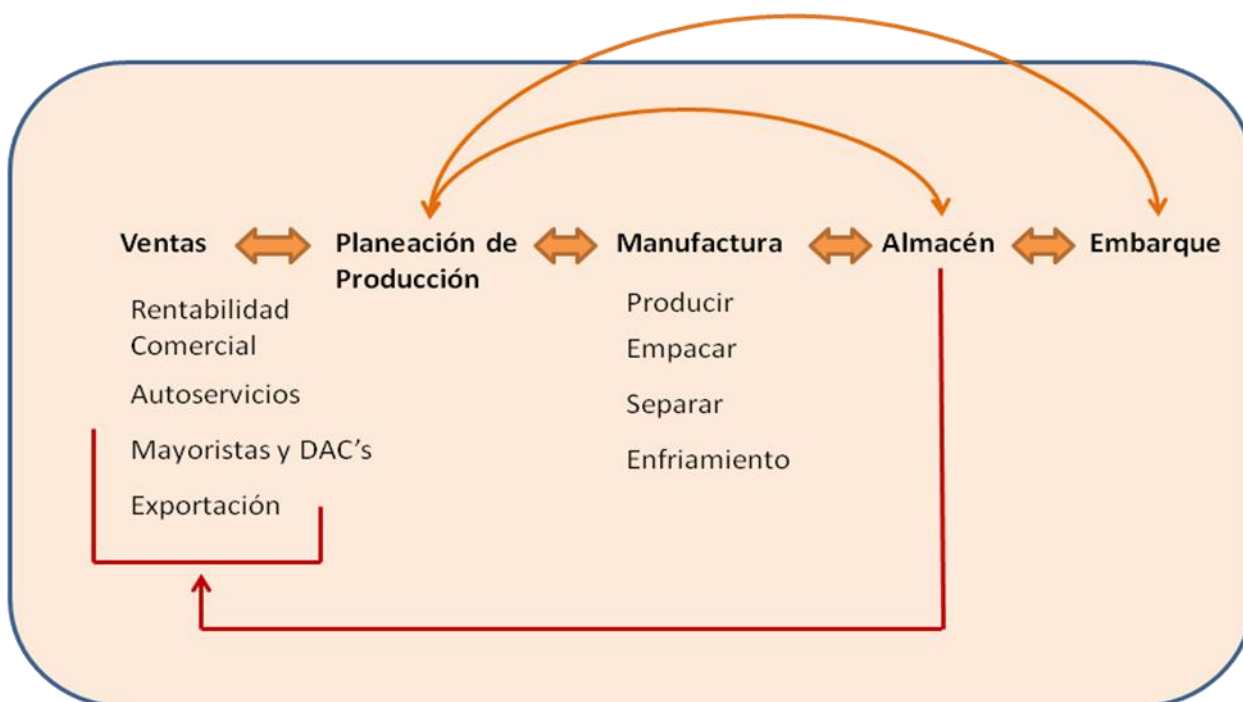 Ventas
Planeación de
Producción
Manufactura
Almacén
Embarque
Rentabilidad
Comercial
Autoservicios
Mayoristas y DAC’s
Exportación
Producir
Empacar
Separar
Enfriamiento